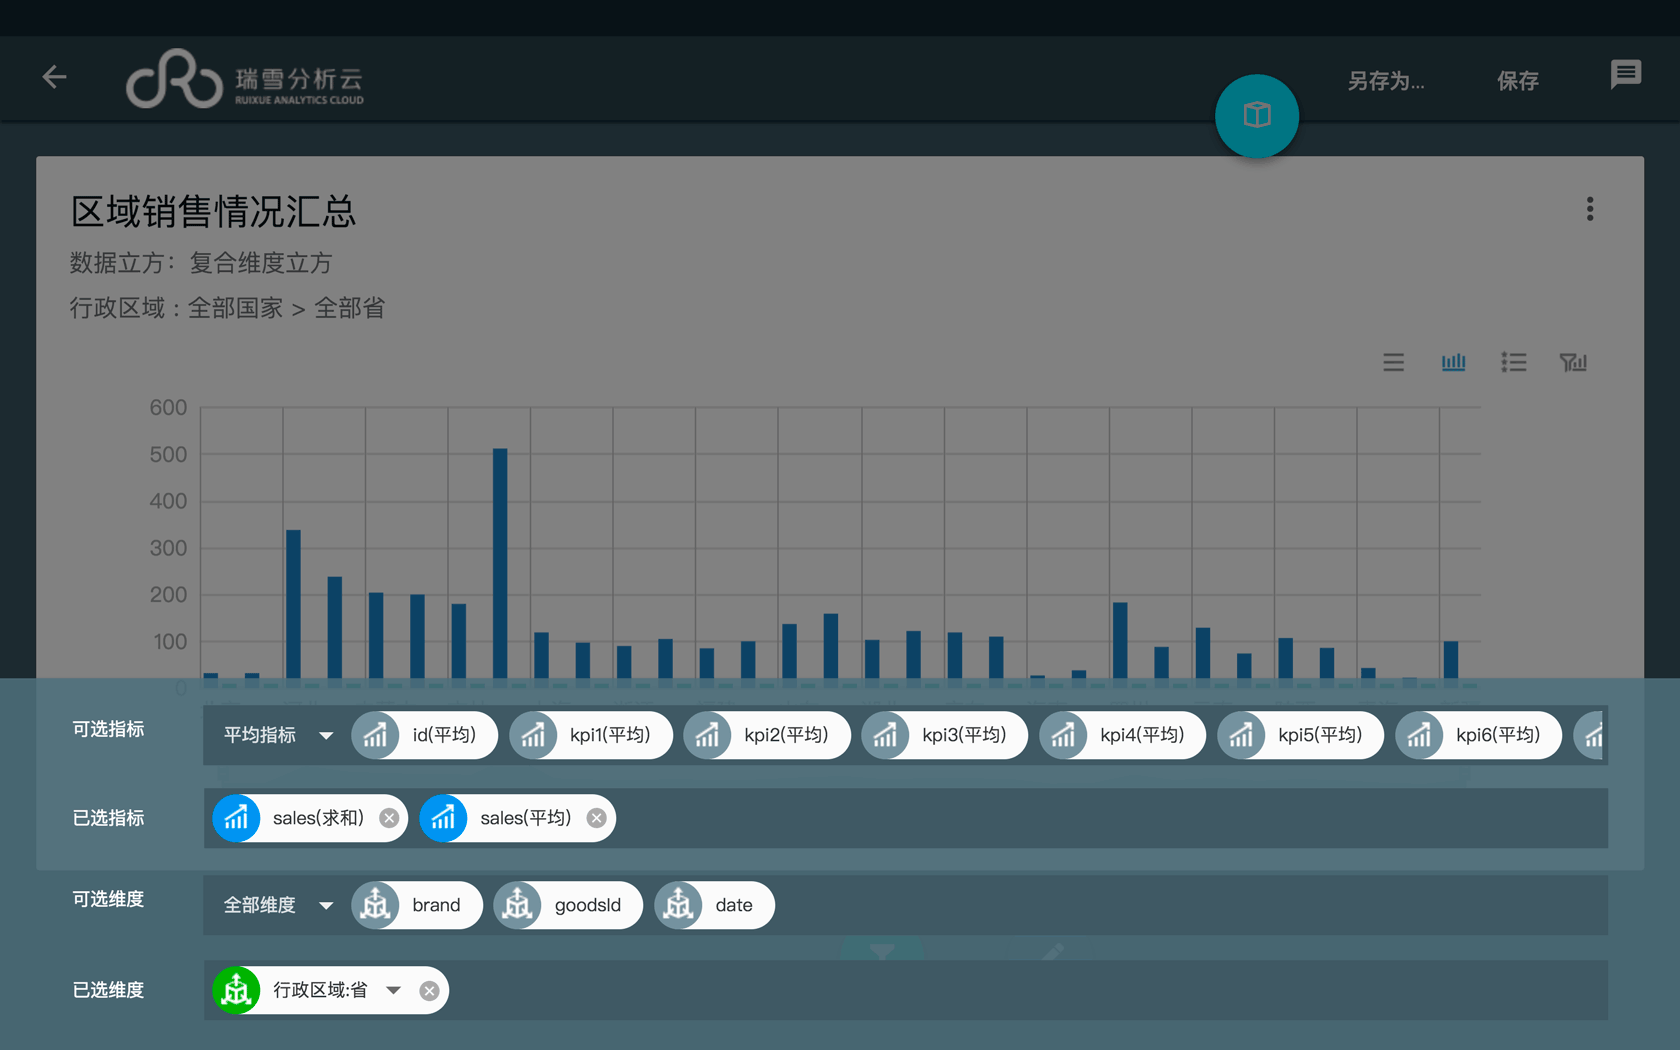 瑞雪分析云
RUIXUE ANALYTICS CLOUD
另存为...
保存
区域销售情况汇总
数据立方：复合维度立方
行政区域 : 全部国家 > 全部省
600
500
400
300
200
100
0
可选指标
平均指标
id(平均)
kpi1(平均)
kpi2(平均)
kpi3(平均)
kpi4(平均)
kpi5(平均)
kpi6(平均)
已选指标
sales(求和)
sales(平均)
可选维度
全部维度
brand
goodsId
date
已选维度
行政区域:省